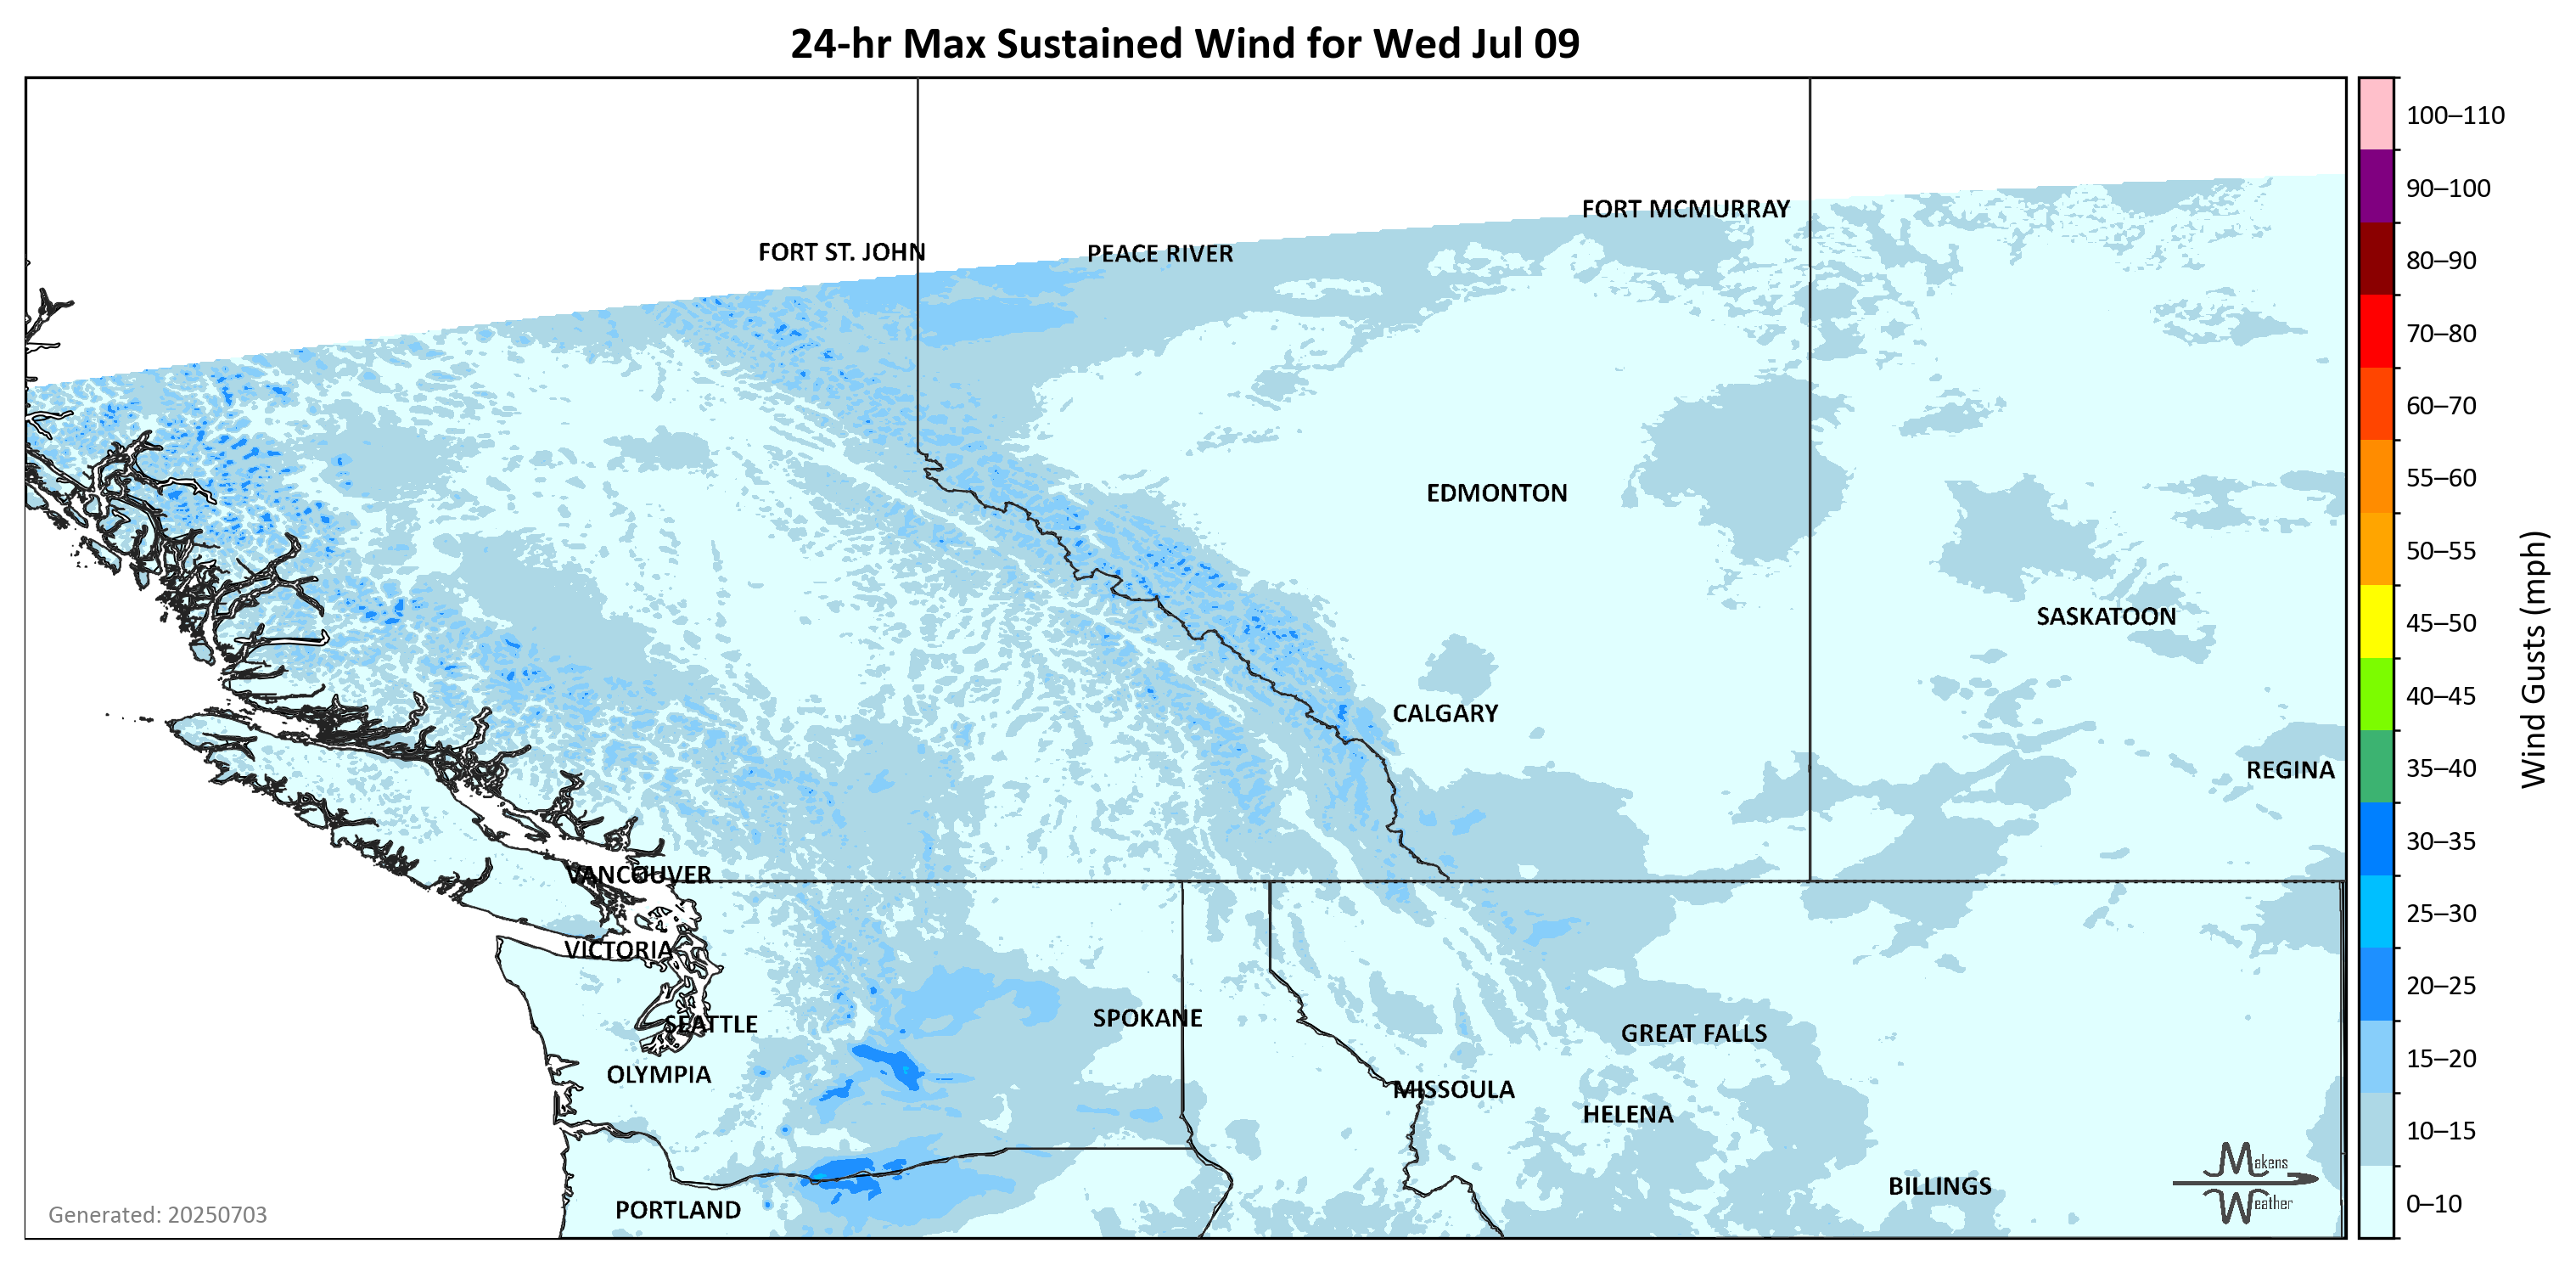 24-hr Max Sustained Wind for Wed Jul 09
FORT MCMURRAY
FORT ST. JOHN
PEACE RIVER
EDMONTON
SASKATOON
CALGARY
REGINA
VANCOUVER
VICTORIA
SEATTLE
SPOKANE
GREAT FALLS
OLYMPIA
MISSOULA
HELENA
BILLINGS
PORTLAND
Generated: 20250703
Makens
Weather
100–110
90–100
80–90
70–80
60–70
55–60
50–55
45–50
40–45
35–40
30–35
25–30
20–25
15–20
10–15
0–10
Wind Gusts (mph)